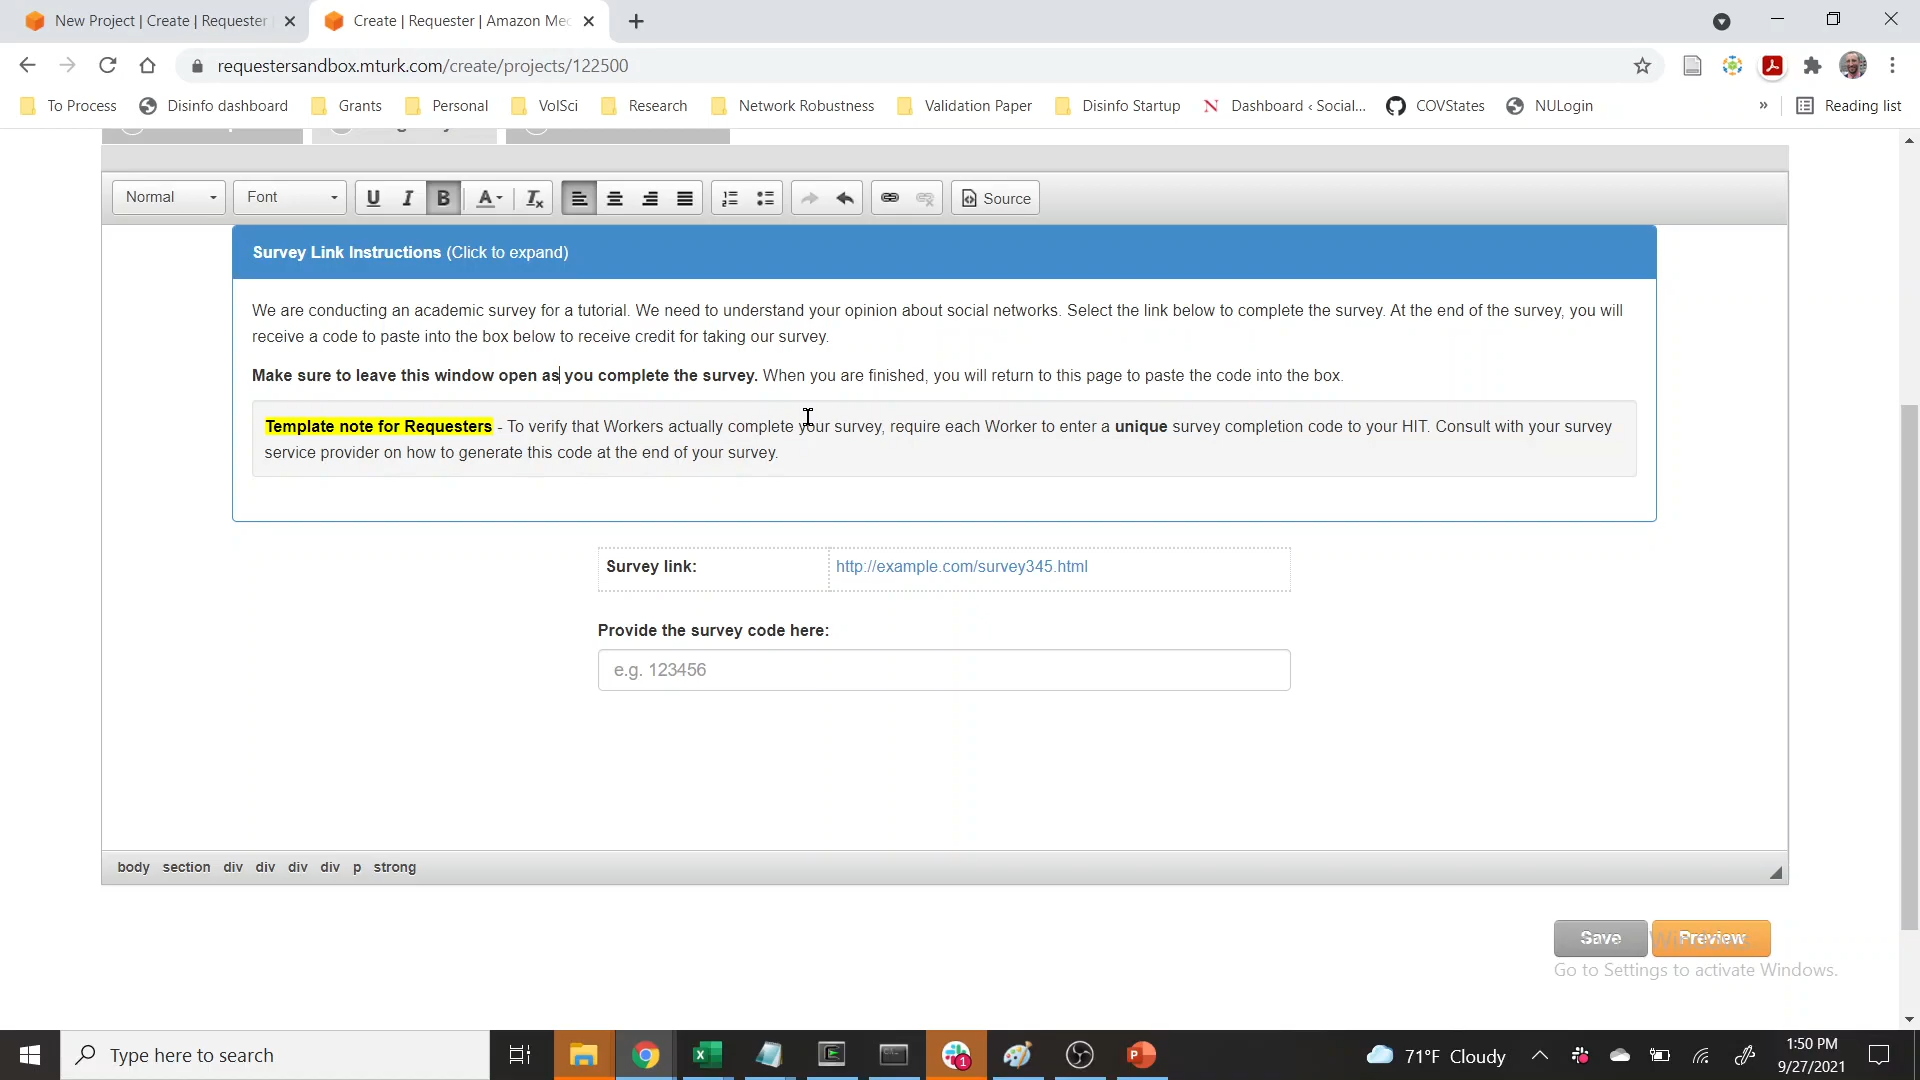 New Project | Create | Requester
Create | Requester | Amazon Mec
requestersandbox.mturk.com/create/projects/122500
To Process
Disinfo dashboard
Grants
Personal
VolSci
Research
Network Robustness
Validation Paper
Disinfo Startup
Dashboard ‹ Social...
COVStates
NULogin
»
Reading list
Normal
Font
U
I
B
A
Source
Survey Link Instructions (Click to expand)
We are conducting an academic survey for a tutorial. We need to understand your opinion about social networks. Select the link below to complete the survey. At the end of the survey, you will
receive a code to paste into the box below to receive credit for taking our survey.
Make sure to leave this window open as you complete the survey. When you are finished, you will return to this page to paste the code into the box.
Template note for Requesters - To verify that Workers actually complete your survey, require each Worker to enter a unique survey completion code to your HIT. Consult with your survey
service provider on how to generate this code at the end of your survey.
Survey link:
http://example.com/survey345.html
Provide the survey code here:
e.g. 123456
body section div div div div p strong
Save
Preview
Go to Settings to activate Windows.
Type here to search
71°F Cloudy
1:50 PM
9/27/2021